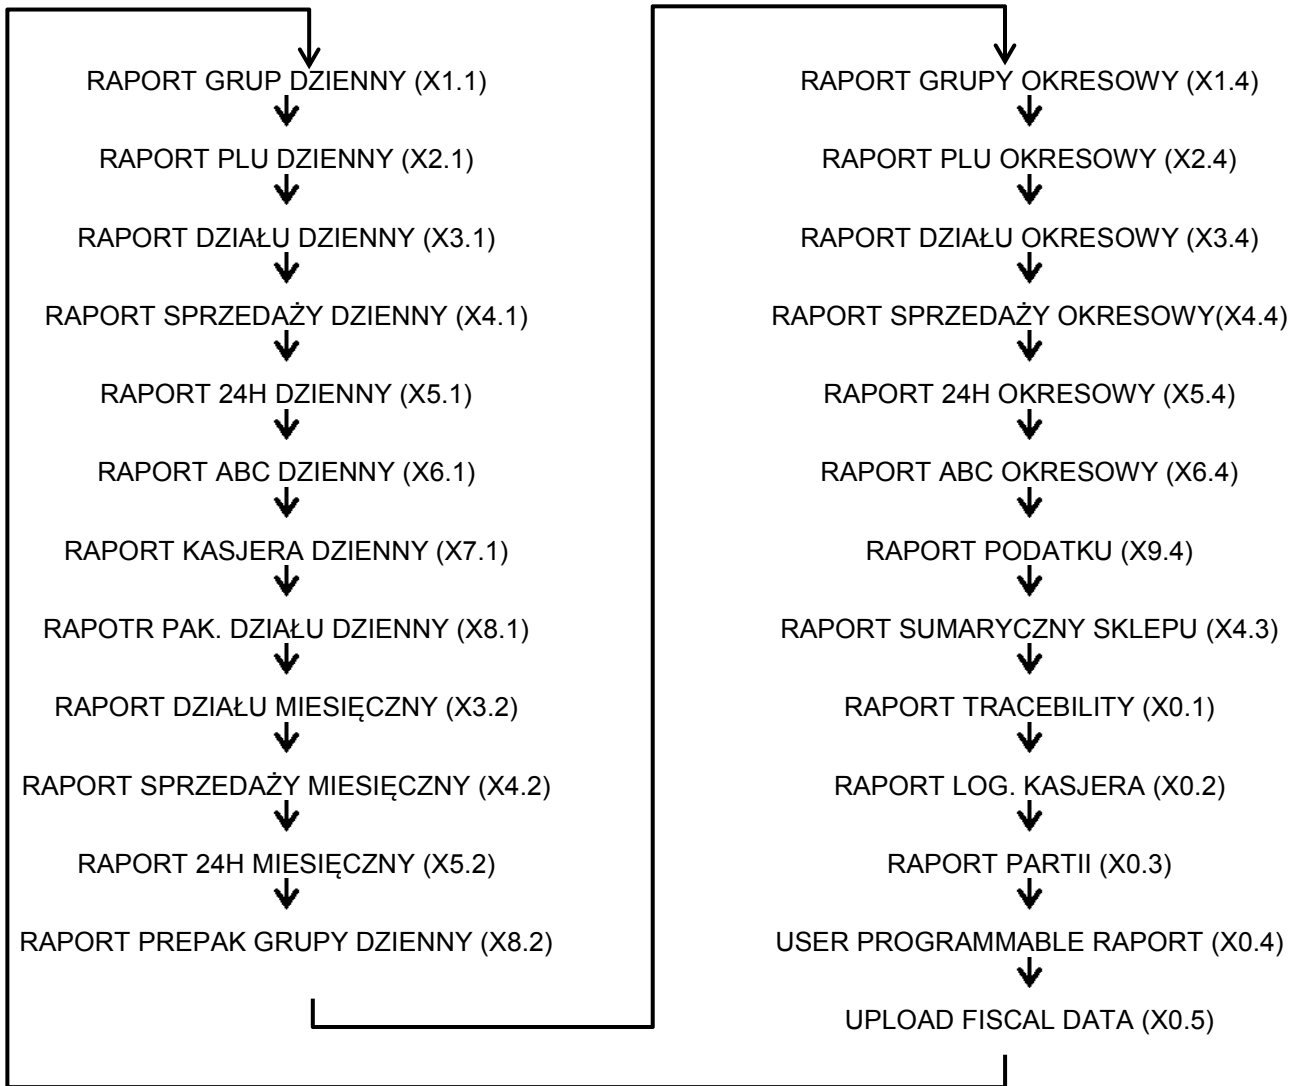 RAPORT GRUP DZIENNY (X1.1)
RAPORT PLU DZIENNY (X2.1)
RAPORT DZIAŁU DZIENNY (X3.1)
RAPORT SPRZEDAŻY DZIENNY (X4.1)
RAPORT 24H DZIENNY (X5.1)
RAPORT ABC DZIENNY (X6.1)
RAPORT KASJERA DZIENNY (X7.1)
RAPOTR PAK. DZIAŁU DZIENNY (X8.1)
RAPORT DZIAŁU MIESIĘCZNY (X3.2)
RAPORT SPRZEDAŻY MIESIĘCZNY (X4.2)
RAPORT 24H MIESIĘCZNY (X5.2)
RAPORT PREPAK GRUPY DZIENNY (X8.2)
RAPORT GRUPY OKRESOWY (X1.4)
RAPORT PLU OKRESOWY (X2.4)
RAPORT DZIAŁU OKRESOWY (X3.4)
RAPORT SPRZEDAŻY OKRESOWY(X4.4)
RAPORT 24H OKRESOWY (X5.4)
RAPORT ABC OKRESOWY (X6.4)
RAPORT PODATKU (X9.4)
RAPORT SUMARYCZNY SKLEPU (X4.3)
RAPORT TRACEBILITY (X0.1)
RAPORT LOG. KASJERA (X0.2)
RAPORT PARTII (X0.3)
USER PROGRAMMABLE RAPORT (X0.4)
UPLOAD FISCAL DATA (X0.5)